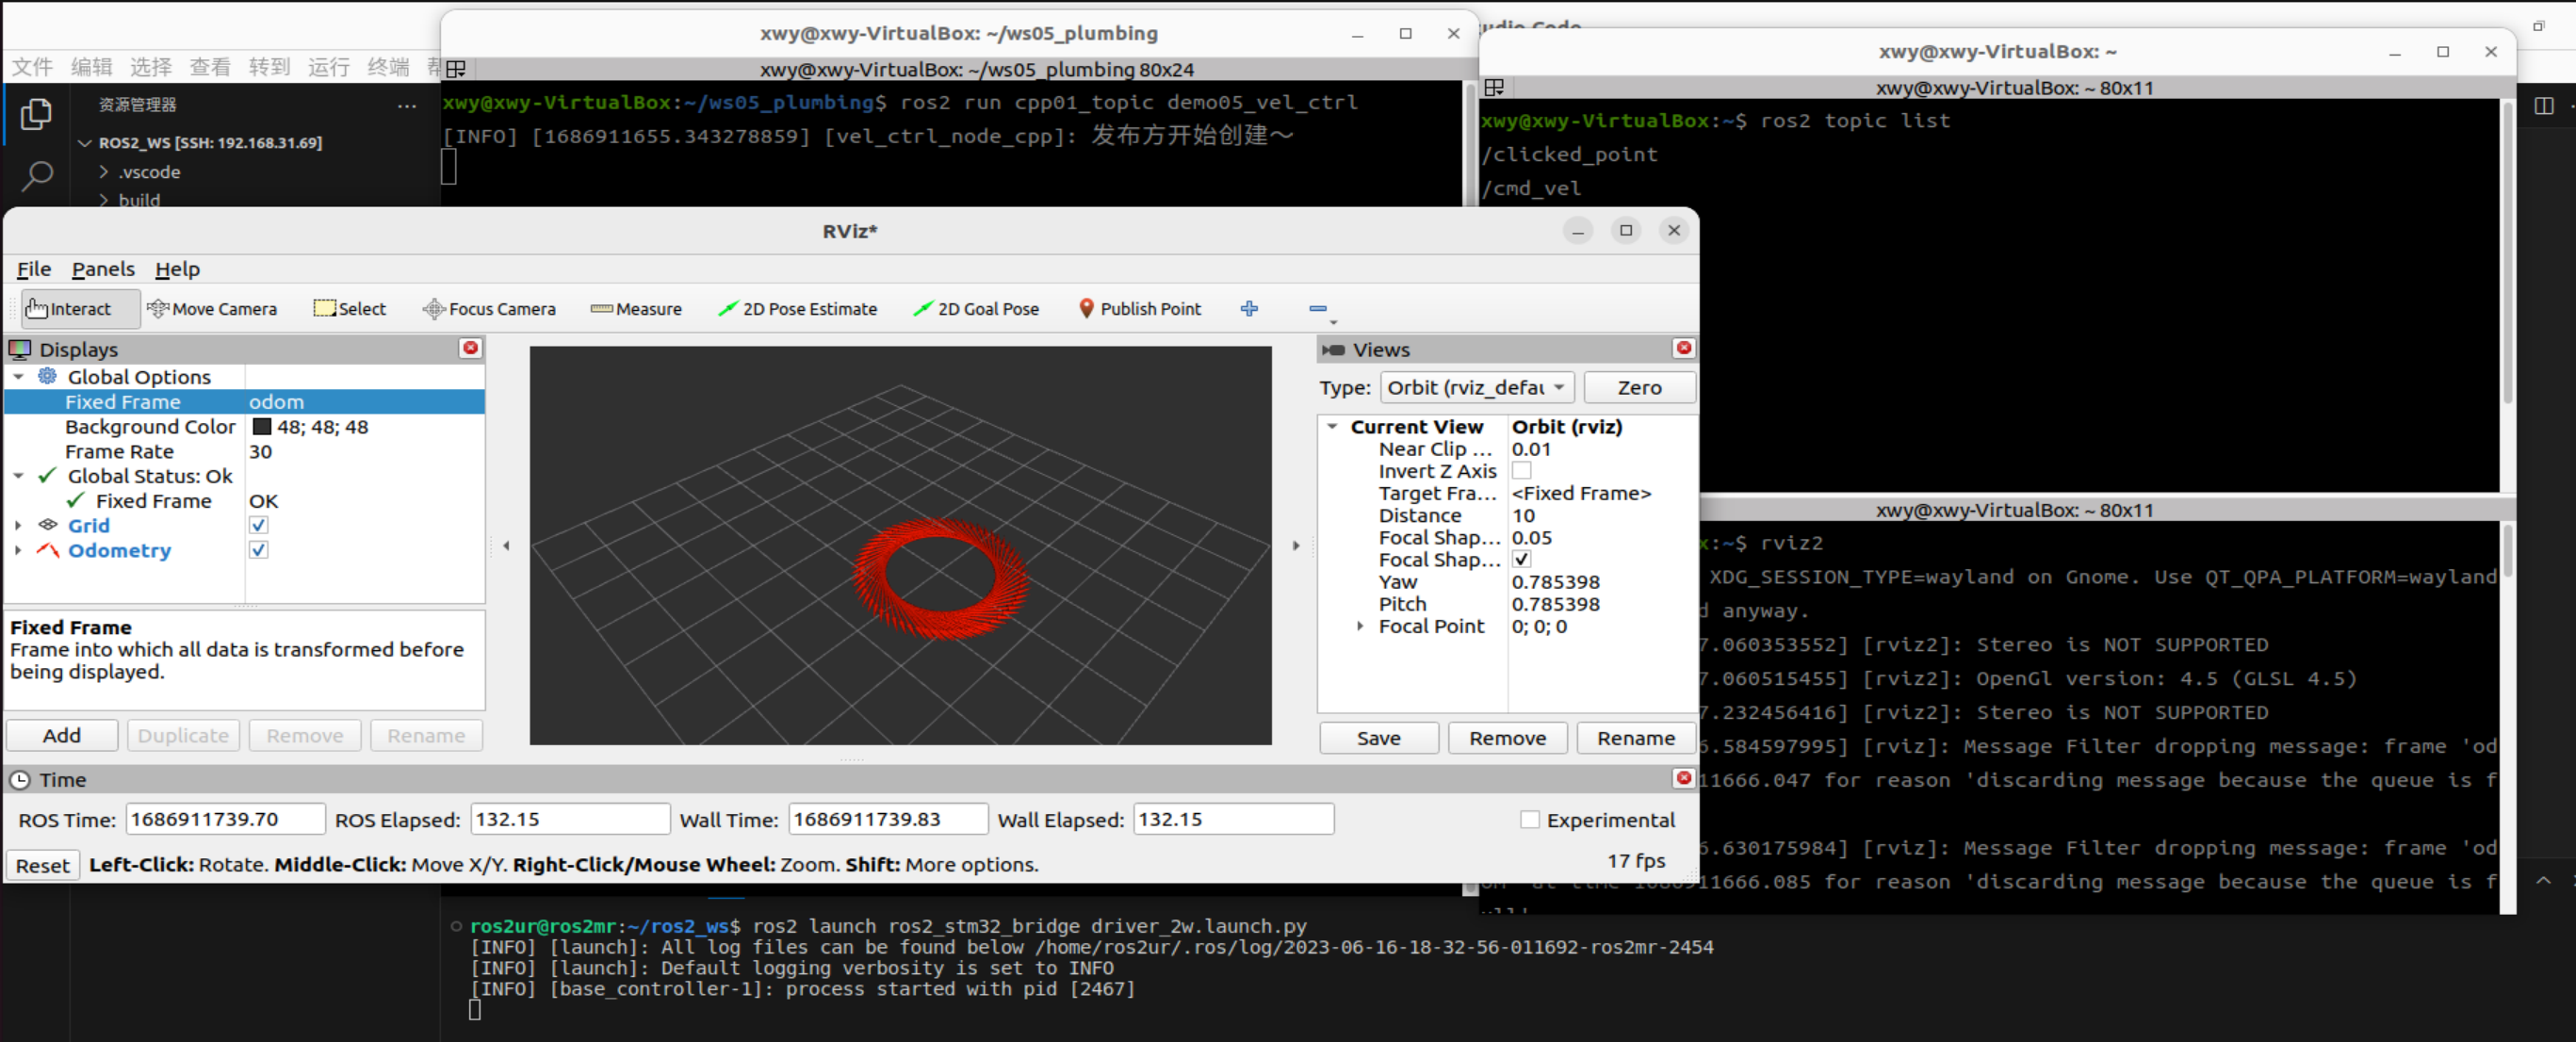 xwy@xwy-VirtualBox: ~/ws05_plumbing
xwy@xwy-VirtualBox: ~/ws05_plumbing 80x24
xwy@xwy-VirtualBox:~/ws05_plumbing$ ros2 run cpp01_topic demo05_vel_ctrl
[INFO] [1686911655.343278859] [vel_ctrl_node_cpp]: 发布方开始创建～
文件 编辑 选择 查看 转到 运行 终端
资源管理器 ...
ROS2_WS [SSH: 192.168.31.69]
.vscode
build
xwy@xwy-VirtualBox: ~
xwy@xwy-VirtualBox: ~ 80x11
xwy@xwy-VirtualBox:~$ ros2 topic list
/clicked_point
/cmd_vel
RViz*
File Panels Help
Interact Move Camera Select Focus Camera Measure 2D Pose Estimate 2D Goal Pose Publish Point
Displays
Global Options
Fixed Frame odom
Background Color 48; 48; 48
Frame Rate 30
Global Status: Ok
Fixed Frame OK
Grid
Odometry
Fixed Frame
Frame into which all data is transformed before
being displayed.
Add Duplicate Remove Rename
Views
Type: Orbit (rviz_defau Zero
Current View Orbit (rviz)
Near Clip ... 0.01
Invert Z Axis
Target Fra... <Fixed Frame>
Distance 10
Focal Shap... 0.05
Focal Shap...
Yaw 0.785398
Pitch 0.785398
Focal Point 0; 0; 0
Save Remove Rename
Time
ROS Time: 1686911739.70 ROS Elapsed: 132.15 Wall Time: 1686911739.83 Wall Elapsed: 132.15 Experimental
Reset Left-Click: Rotate. Middle-Click: Move X/Y. Right-Click/Mouse Wheel: Zoom. Shift: More options. 17 fps
xwy@xwy-VirtualBox: ~ 80x11
:~$ rviz2
XDG_SESSION_TYPE=wayland on Gnome. Use QT_QPA_PLATFORM=wayland
d anyway.
7.060353552] [rviz2]: Stereo is NOT SUPPORTED
7.060515455] [rviz2]: OpenGl version: 4.5 (GLSL 4.5)
7.232456416] [rviz2]: Stereo is NOT SUPPORTED
6.584597995] [rviz]: Message Filter dropping message: frame 'od
11666.047 for reason 'discarding message because the queue is f
6.630175984] [rviz]: Message Filter dropping message: frame 'od
11666.085 for reason 'discarding message because the queue is f
ros2ur@ros2mr:~/ros2_ws$ ros2 launch ros2_stm32_bridge driver_2w.launch.py
[INFO] [launch]: All log files can be found below /home/ros2ur/.ros/log/2023-06-16-18-32-56-011692-ros2mr-2454
[INFO] [launch]: Default logging verbosity is set to INFO
[INFO] [base_controller-1]: process started with pid [2467]